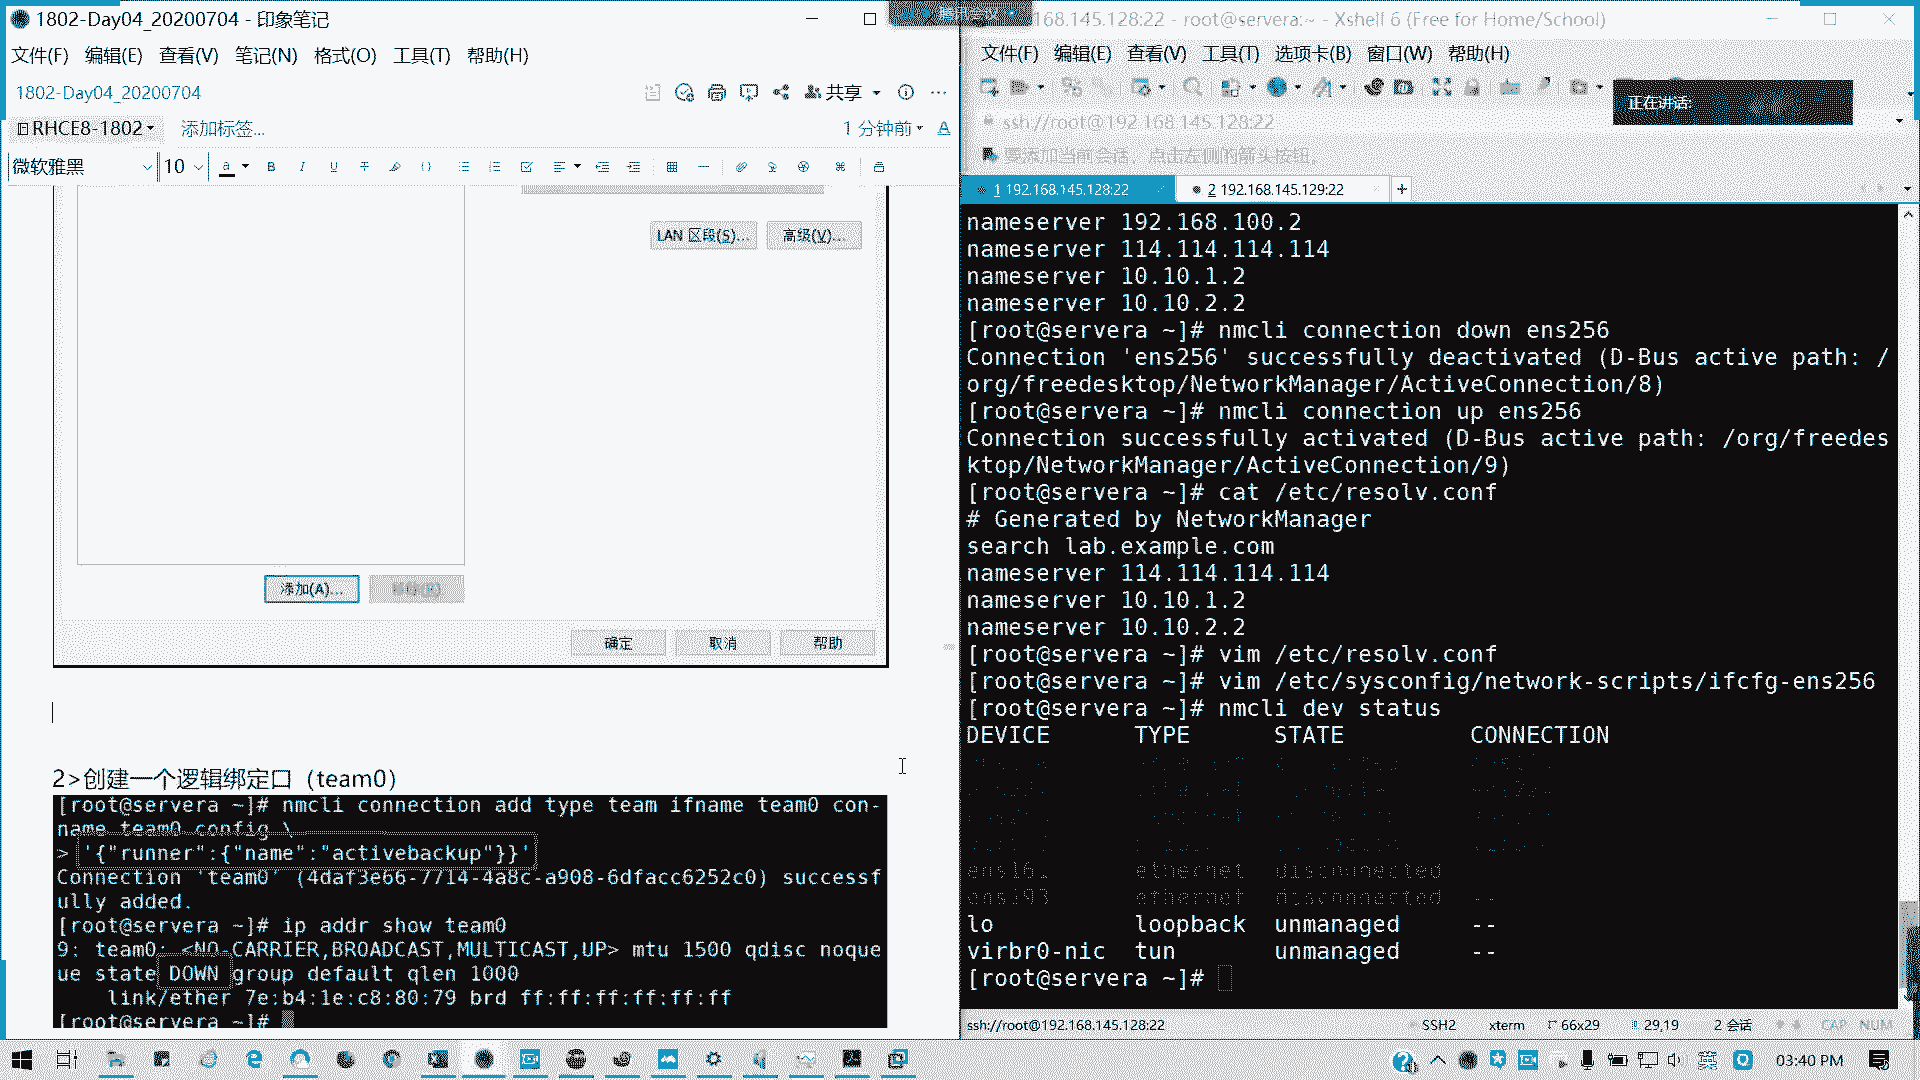 1802-Day04_20200704 - 印象笔记
文件(F) 编辑(E) 查看(V) 笔记(N) 格式(O) 工具(T) 帮助(H)
1802-Day04_20200704
共享
RHCE8-1802
添加标签...
1 分钟前
微软雅黑
10
LAN 区段(S)...
高级(V)...
添加(A)...
确定
取消
帮助
2>创建一个逻辑绑定口（team0）
[root@servera ~]# nmcli connection add type team ifname team0 con-
name team0 config \
> '{"runner":{"name":"activebackup"}}'
Connection 'team0' (4daf3e66-7714-4a8c-a908-6dfacc6252c0) successf
ully added.
[root@servera ~]# ip addr show team0
9: team0: <NO-CARRIER,BROADCAST,MULTICAST,UP> mtu 1500 qdisc noque
ue state DOWN group default qlen 1000
link/ether 7e:b4:1e:c8:80:79 brd ff:ff:ff:ff:ff:ff
[root@servera ~]#
168.145.128:22 - root@servera:~ - Xshell 6 (Free for Home/School)
文件(F) 编辑(E) 查看(V) 工具(T) 选项卡(B) 窗口(W) 帮助(H)
正在讲话:
ssh://root@192.168.145.128:22
要添加当前会话，点击左侧的箭头按钮。
1 192.168.145.128:22
2 192.168.145.129:22
nameserver 192.168.100.2
nameserver 114.114.114.114
nameserver 10.10.1.2
nameserver 10.10.2.2
[root@servera ~]# nmcli connection down ens256
Connection 'ens256' successfully deactivated (D-Bus active path: /
org/freedesktop/NetworkManager/ActiveConnection/8)
[root@servera ~]# nmcli connection up ens256
Connection successfully activated (D-Bus active path: /org/freedes
ktop/NetworkManager/ActiveConnection/9)
[root@servera ~]# cat /etc/resolv.conf
# Generated by NetworkManager
search lab.example.com
nameserver 114.114.114.114
nameserver 10.10.1.2
nameserver 10.10.2.2
[root@servera ~]# vim /etc/resolv.conf
[root@servera ~]# vim /etc/sysconfig/network-scripts/ifcfg-ens256
[root@servera ~]# nmcli dev status
DEVICE TYPE STATE CONNECTION
ens161 ethernet disconnected
ens193 ethernet disconnected --
lo loopback unmanaged --
virbr0-nic tun unmanaged --
[root@servera ~]#
ssh://root@192.168.145.128:22
SSH2
xterm
66x29
29,19
2 会话
CAP NUM
英
03:40 PM